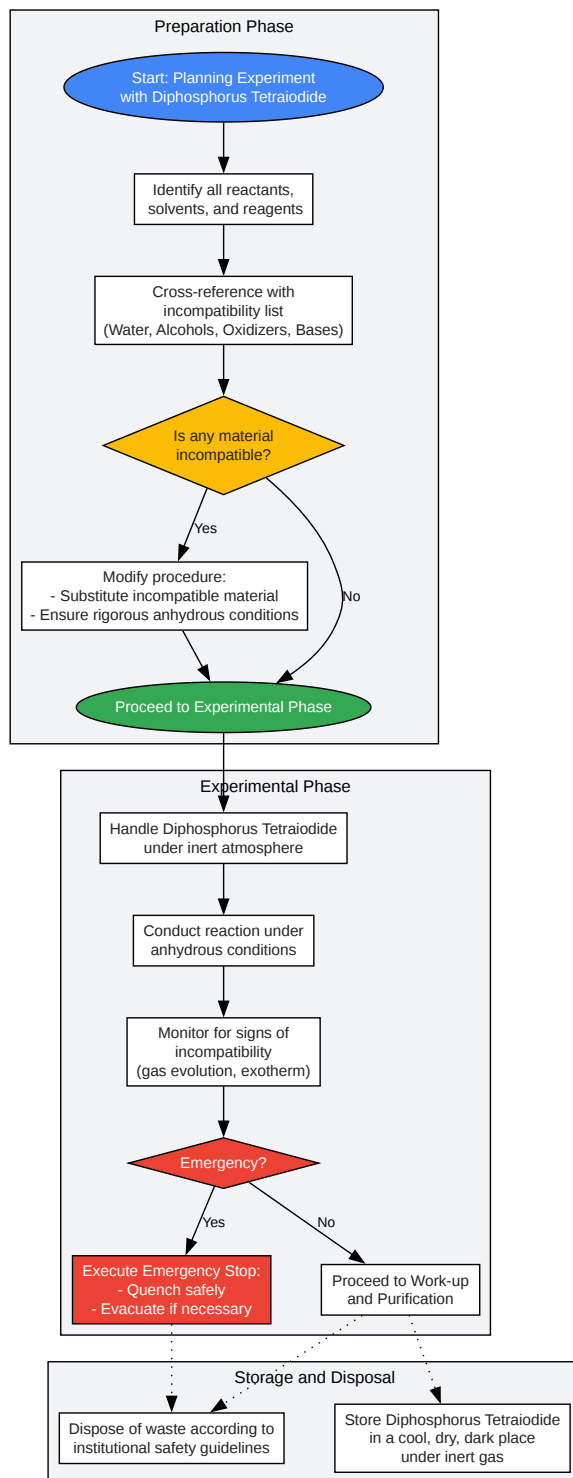 Preparation Phase
Start: Planning Experiment
with Diphosphorus Tetraiodide
Identify all reactants,
solvents, and reagents
Cross-reference with
incompatibility list
(Water, Alcohols, Oxidizers, Bases)
Is any material
incompatible?
Yes
Modify procedure:
- Substitute incompatible material
- Ensure rigorous anhydrous conditions
No
Proceed to Experimental Phase
Experimental Phase
Handle Diphosphorus Tetraiodide
under inert atmosphere
Conduct reaction under
anhydrous conditions
Monitor for signs of
incompatibility
(gas evolution, exotherm)
Emergency?
Yes
No
Execute Emergency Stop:
- Quench safely
- Evacuate if necessary
Proceed to Work-up
and Purification
Storage and Disposal
Dispose of waste according to
institutional safety guidelines
Store Diphosphorus Tetraiodide
in a cool, dry, dark place
under inert gas